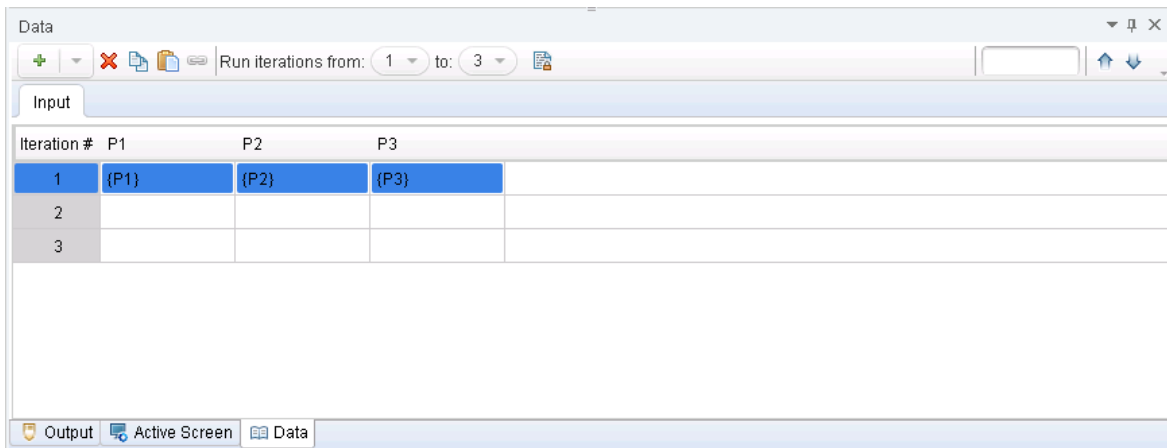 Data
Run iterations from: 1 to: 3
Input
Iteration # P1 P2 P3
1 {P1} {P2} {P3}
2
3
Output Active Screen Data